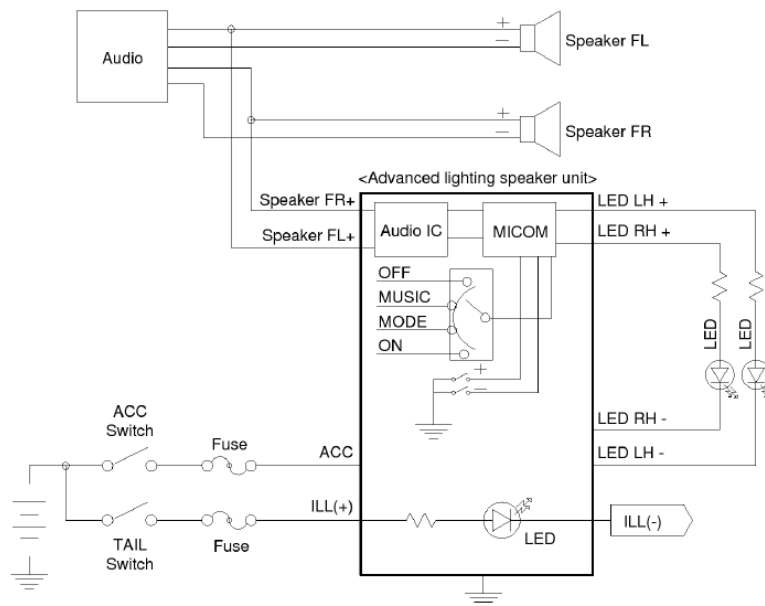 Audio
+
−
Speaker FL
+
−
Speaker FR
<Advanced lighting speaker unit>
Speaker FR+
Speaker FL+
Audio IC
MICOM
LED LH +
LED RH +
OFF
MUSIC
MODE
ON
+
−
LED
LED
LED RH -
LED LH -
ACC
Switch
Fuse
ACC
TAIL
Switch
Fuse
ILL(+)
LED
ILL(-)